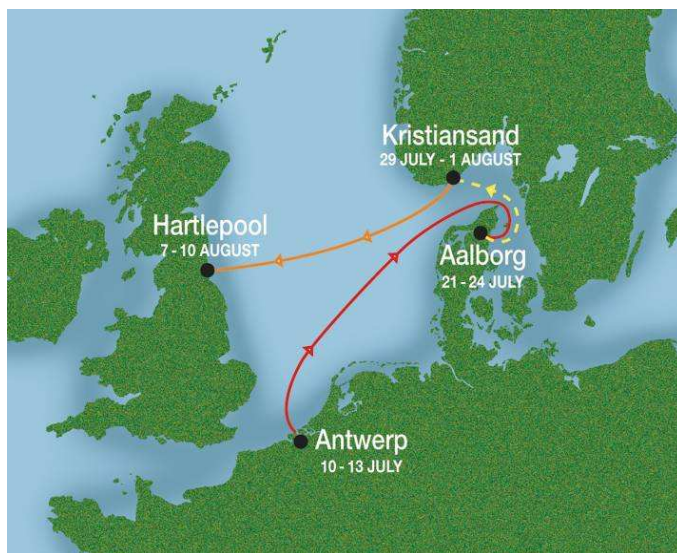 Kristiansand
29 JULY - 1 AUGUST
Hartlepool
7 - 10 AUGUST
Aalborg
21 - 24 JULY
Antwerp
10 - 13 JULY